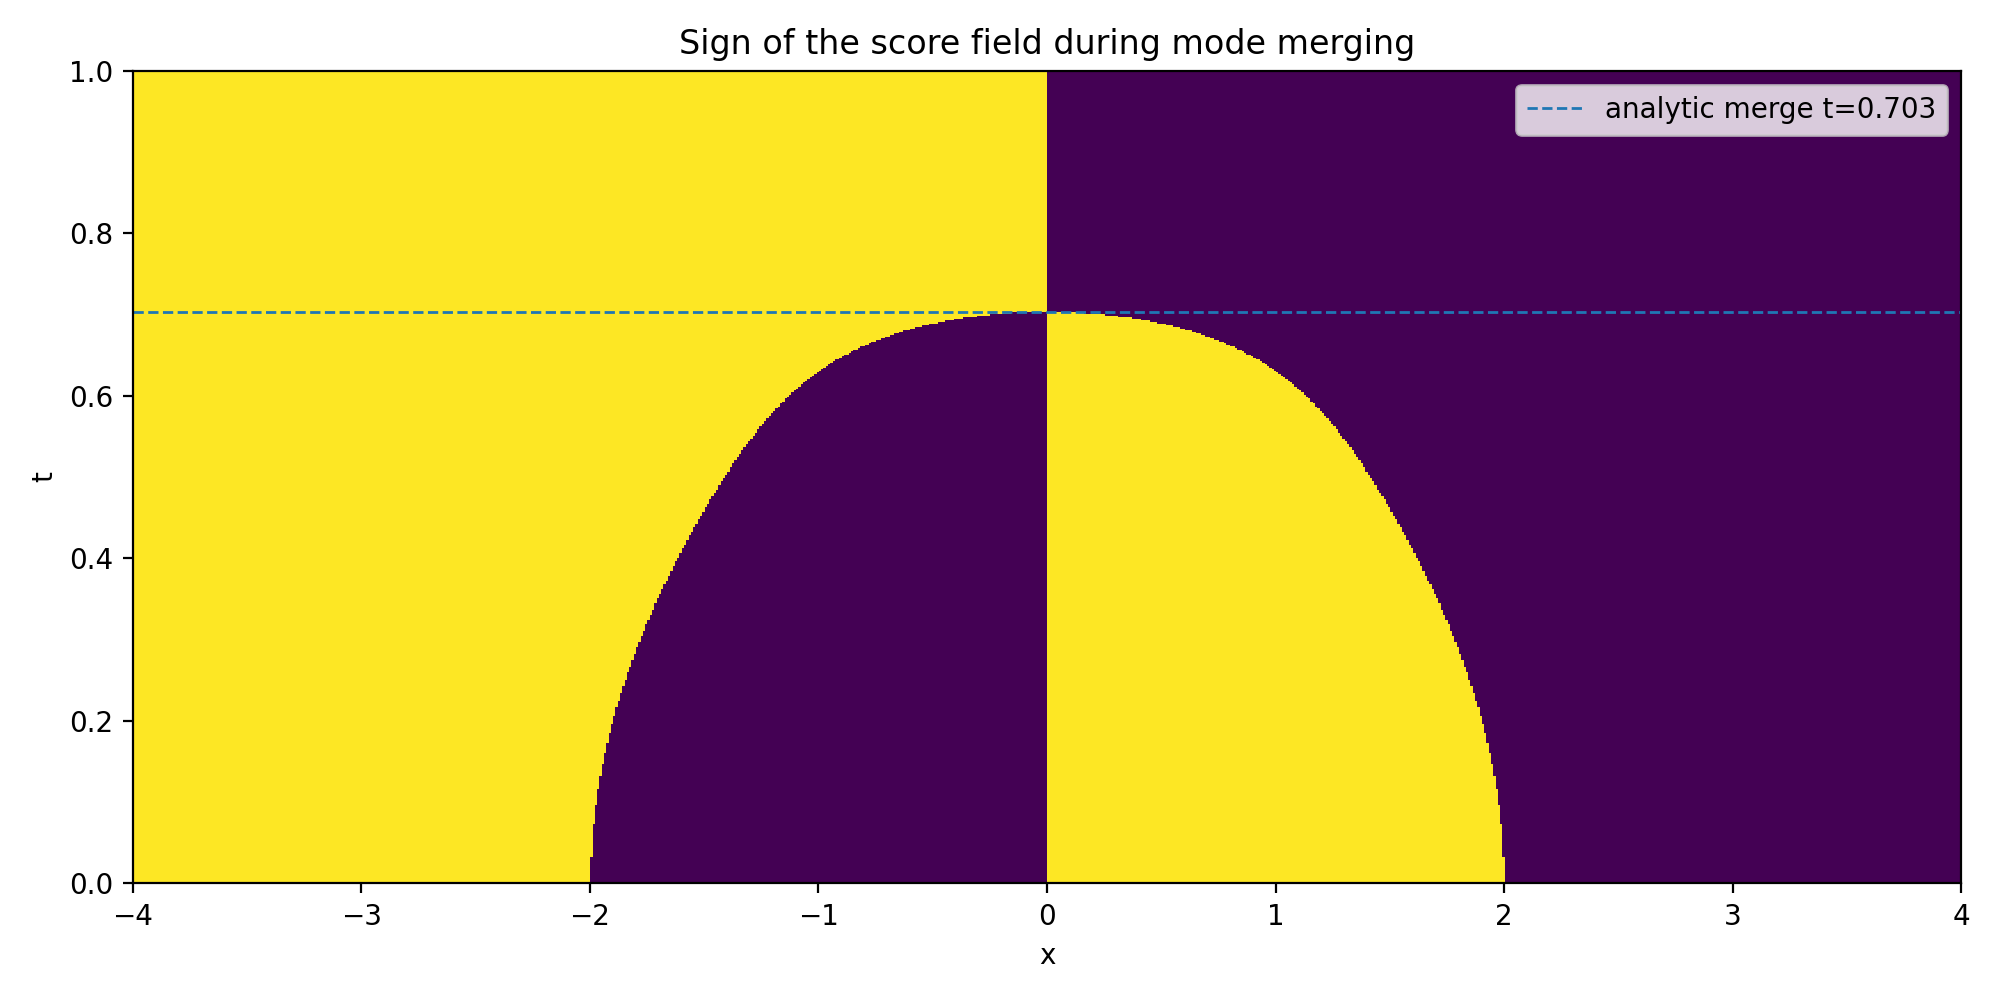 Sign of the score field during mode merging
1.0
analytic merge t=0.703
0.8
0.6
t
0.4
0.2
0.0
−4 −3 −2 −1 0 1 2 3 4
x